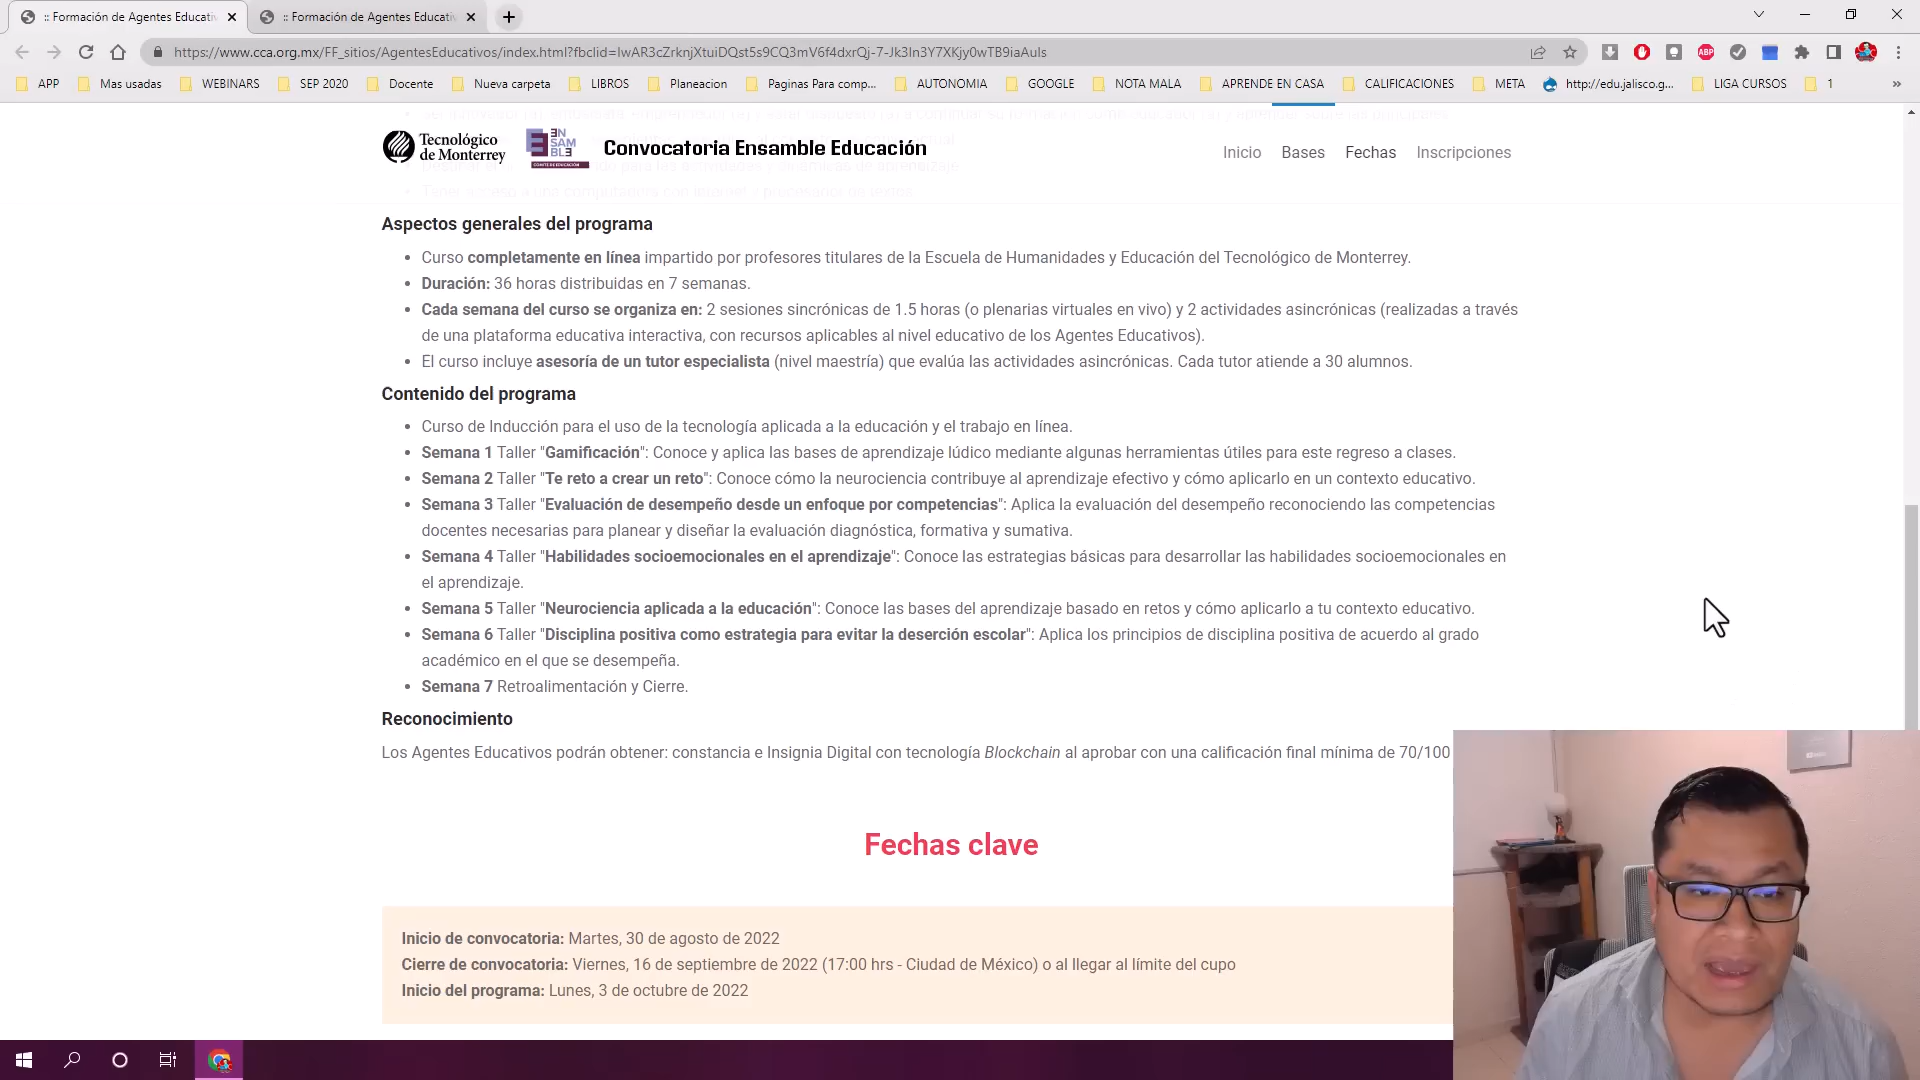 :: Formación de Agentes Educativ
:: Formación de Agentes Educativ
https://www.cca.org.mx/FF_sitios/AgentesEducativos/index.html?fbclid=IwAR3cZrknjXtuiDQst5s9CQ3mV6f4dxrQj-7-Jk3In3Y7XKjy0wTB9iaAuls
APP Mas usadas WEBINARS SEP 2020 Docente Nueva carpeta LIBROS Planeacion Paginas Para comp... AUTONOMIA GOOGLE NOTA MALA APRENDE EN CASA CALIFICACIONES META http://edu.jalisco.g... LIGA CURSOS 1 »
Tecnológico de Monterrey
ENSAMBLE
Convocatoria Ensamble Educación
Inicio Bases Fechas Inscripciones
Aspectos generales del programa
• Curso completamente en línea impartido por profesores titulares de la Escuela de Humanidades y Educación del Tecnológico de Monterrey.
• Duración: 36 horas distribuidas en 7 semanas.
• Cada semana del curso se organiza en: 2 sesiones sincrónicas de 1.5 horas (o plenarias virtuales en vivo) y 2 actividades asincrónicas (realizadas a través
de una plataforma educativa interactiva, con recursos aplicables al nivel educativo de los Agentes Educativos).
• El curso incluye asesoría de un tutor especialista (nivel maestría) que evalúa las actividades asincrónicas. Cada tutor atiende a 30 alumnos.
Contenido del programa
• Curso de Inducción para el uso de la tecnología aplicada a la educación y el trabajo en línea.
• Semana 1 Taller "Gamificación": Conoce y aplica las bases de aprendizaje lúdico mediante algunas herramientas útiles para este regreso a clases.
• Semana 2 Taller "Te reto a crear un reto": Conoce cómo la neurociencia contribuye al aprendizaje efectivo y cómo aplicarlo en un contexto educativo.
• Semana 3 Taller "Evaluación de desempeño desde un enfoque por competencias": Aplica la evaluación del desempeño reconociendo las competencias
docentes necesarias para planear y diseñar la evaluación diagnóstica, formativa y sumativa.
• Semana 4 Taller "Habilidades socioemocionales en el aprendizaje": Conoce las estrategias básicas para desarrollar las habilidades socioemocionales en
el aprendizaje.
• Semana 5 Taller "Neurociencia aplicada a la educación": Conoce las bases del aprendizaje basado en retos y cómo aplicarlo a tu contexto educativo.
• Semana 6 Taller "Disciplina positiva como estrategia para evitar la deserción escolar": Aplica los principios de disciplina positiva de acuerdo al grado
académico en el que se desempeña.
• Semana 7 Retroalimentación y Cierre.
Reconocimiento
Los Agentes Educativos podrán obtener: constancia e Insignia Digital con tecnología Blockchain al aprobar con una calificación final mínima de 70/100
Fechas clave
Inicio de convocatoria: Martes, 30 de agosto de 2022
Cierre de convocatoria: Viernes, 16 de septiembre de 2022 (17:00 hrs - Ciudad de México) o al llegar al límite del cupo
Inicio del programa: Lunes, 3 de octubre de 2022